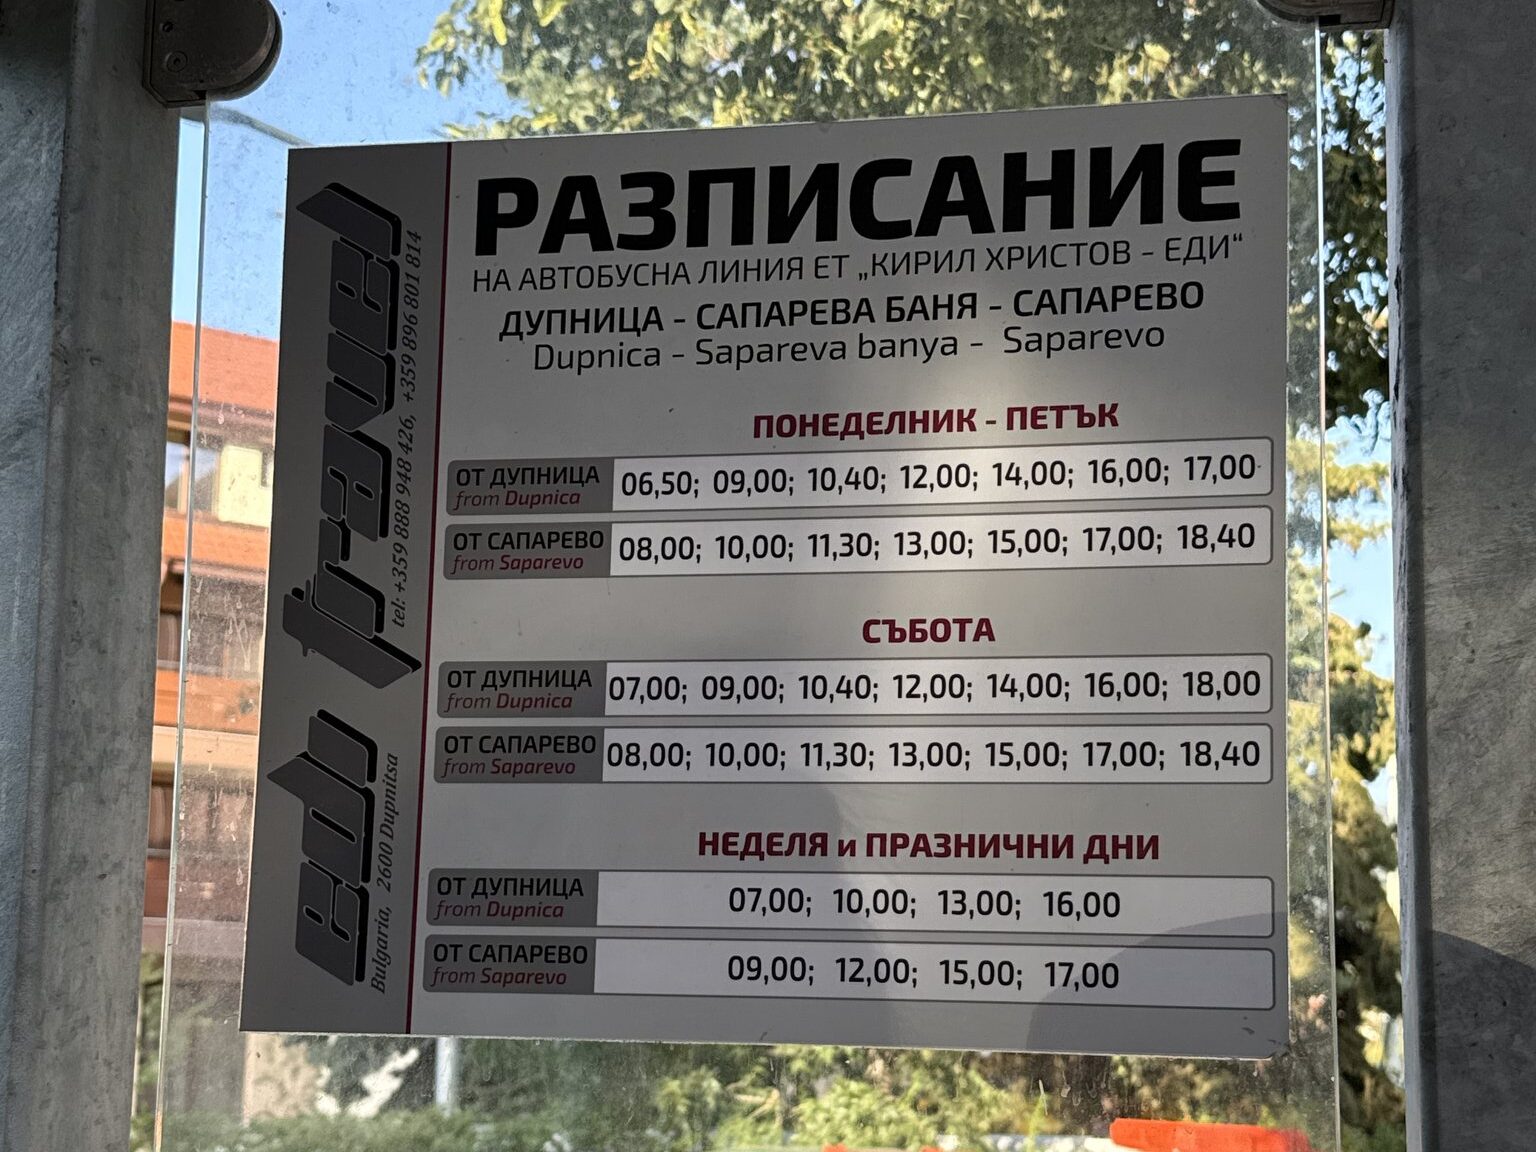 РАЗПИСАНИЕ
НА АВТОБУСНА ЛИНИЯ ЕТ „КИРИЛ ХРИСТОВ - ЕДИ“
ДУПНИЦА - САПАРЕВА БАНЯ - САПАРЕВО
Dupnica - Sapareva banya - Saparevo
ПОНЕДЕЛНИК - ПЕТЪК
ОТ ДУПНИЦА 06,50; 09,00; 10,40; 12,00; 14,00; 16,00; 17,00
from Dupnica
ОТ САПАРЕВО 08,00; 10,00; 11,30; 13,00; 15,00; 17,00; 18,40
from Saparevo
СЪБОТА
ОТ ДУПНИЦА 07,00; 09,00; 10,40; 12,00; 14,00; 16,00; 18,00
from Dupnica
ОТ САПАРЕВО 08,00; 10,00; 11,30; 13,00; 15,00; 17,00; 18,40
from Saparevo
НЕДЕЛЯ и ПРАЗНИЧНИ ДНИ
ОТ ДУПНИЦА 07,00; 10,00; 13,00; 16,00
from Dupnica
ОТ САПАРЕВО 09,00; 12,00; 15,00; 17,00
from Saparevo
edi travel
Bulgaria, 2600 Dupnitsa tel: +359 888 948 426, +359 896 801 814